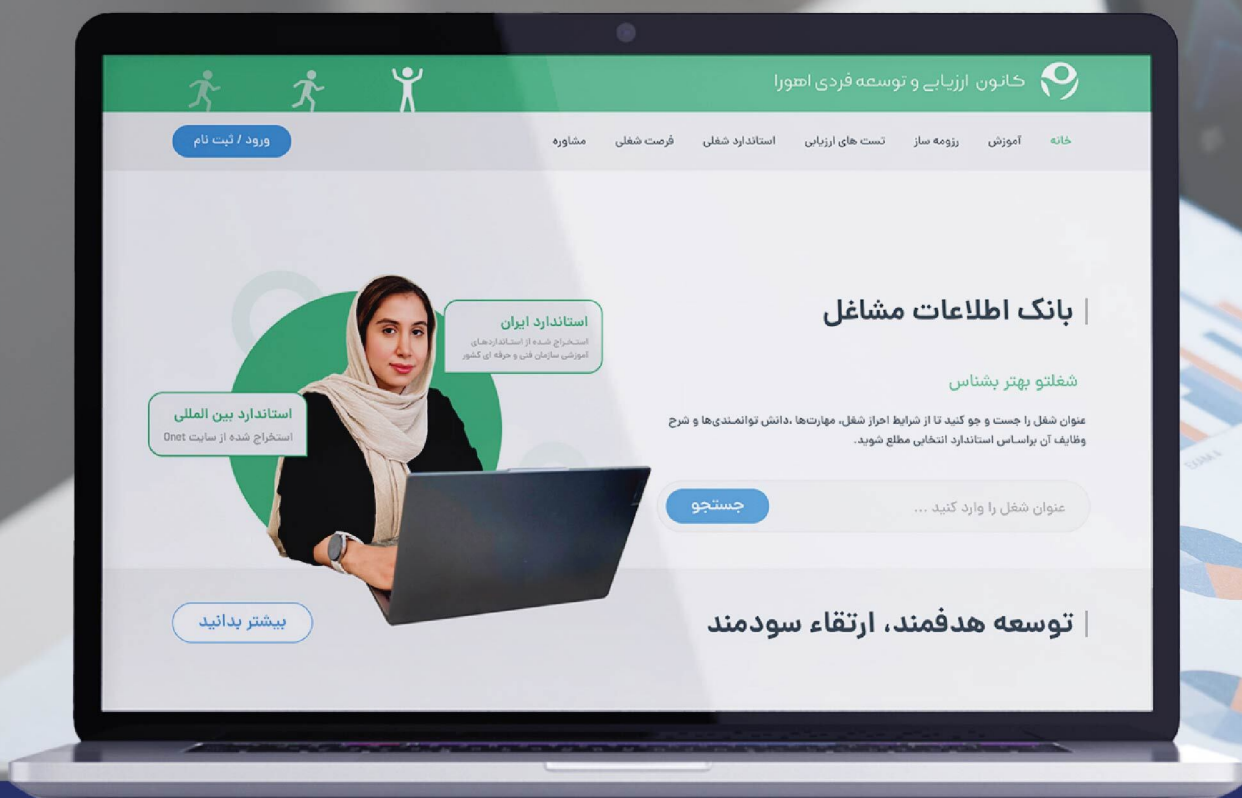 کانون ارزیابی و توسعه فردی اهورا
خانه
آموزش
رزومه ساز
تست های ارزیابی
استاندارد شغلی
فرصت شغلی
مشاوره
ورود / ثبت نام
بانک اطلاعات مشاغل
شغلتو بهتر بشناس
عنوان شغل را جست و جو کنید تا از شرایط احراز شغل، مهارت‌ها ،دانش توانمندی‌ها و شرح
وظایف آن براساس استاندارد انتخابی مطلع شوید.
عنوان شغل را وارد کنید ...
جستجو
استاندارد ایران
استخراج شده از استانداردهای
آموزشی سازمان فنی و حرفه ای کشور
استاندارد بین المللی
استخراج شده از سایت Onet
توسعه هدفمند، ارتقاء سودمند
بیشتر بدانید